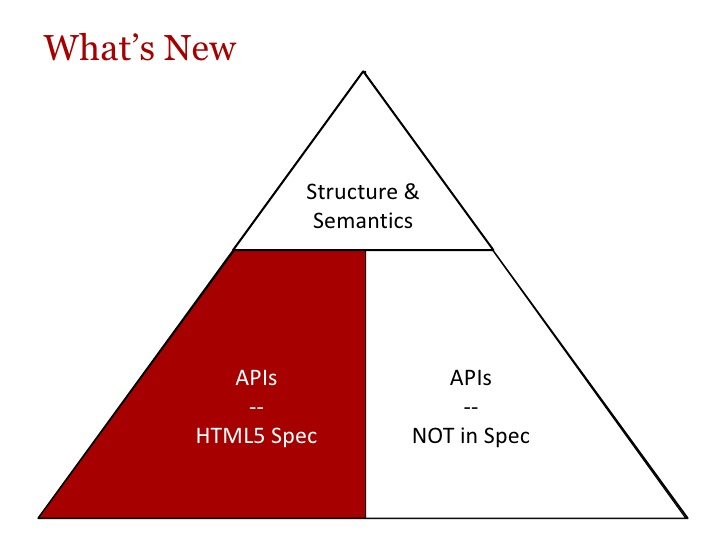 What’s New
Structure &
Semantics
APIs
--
HTML5 Spec
APIs
--
NOT in Spec